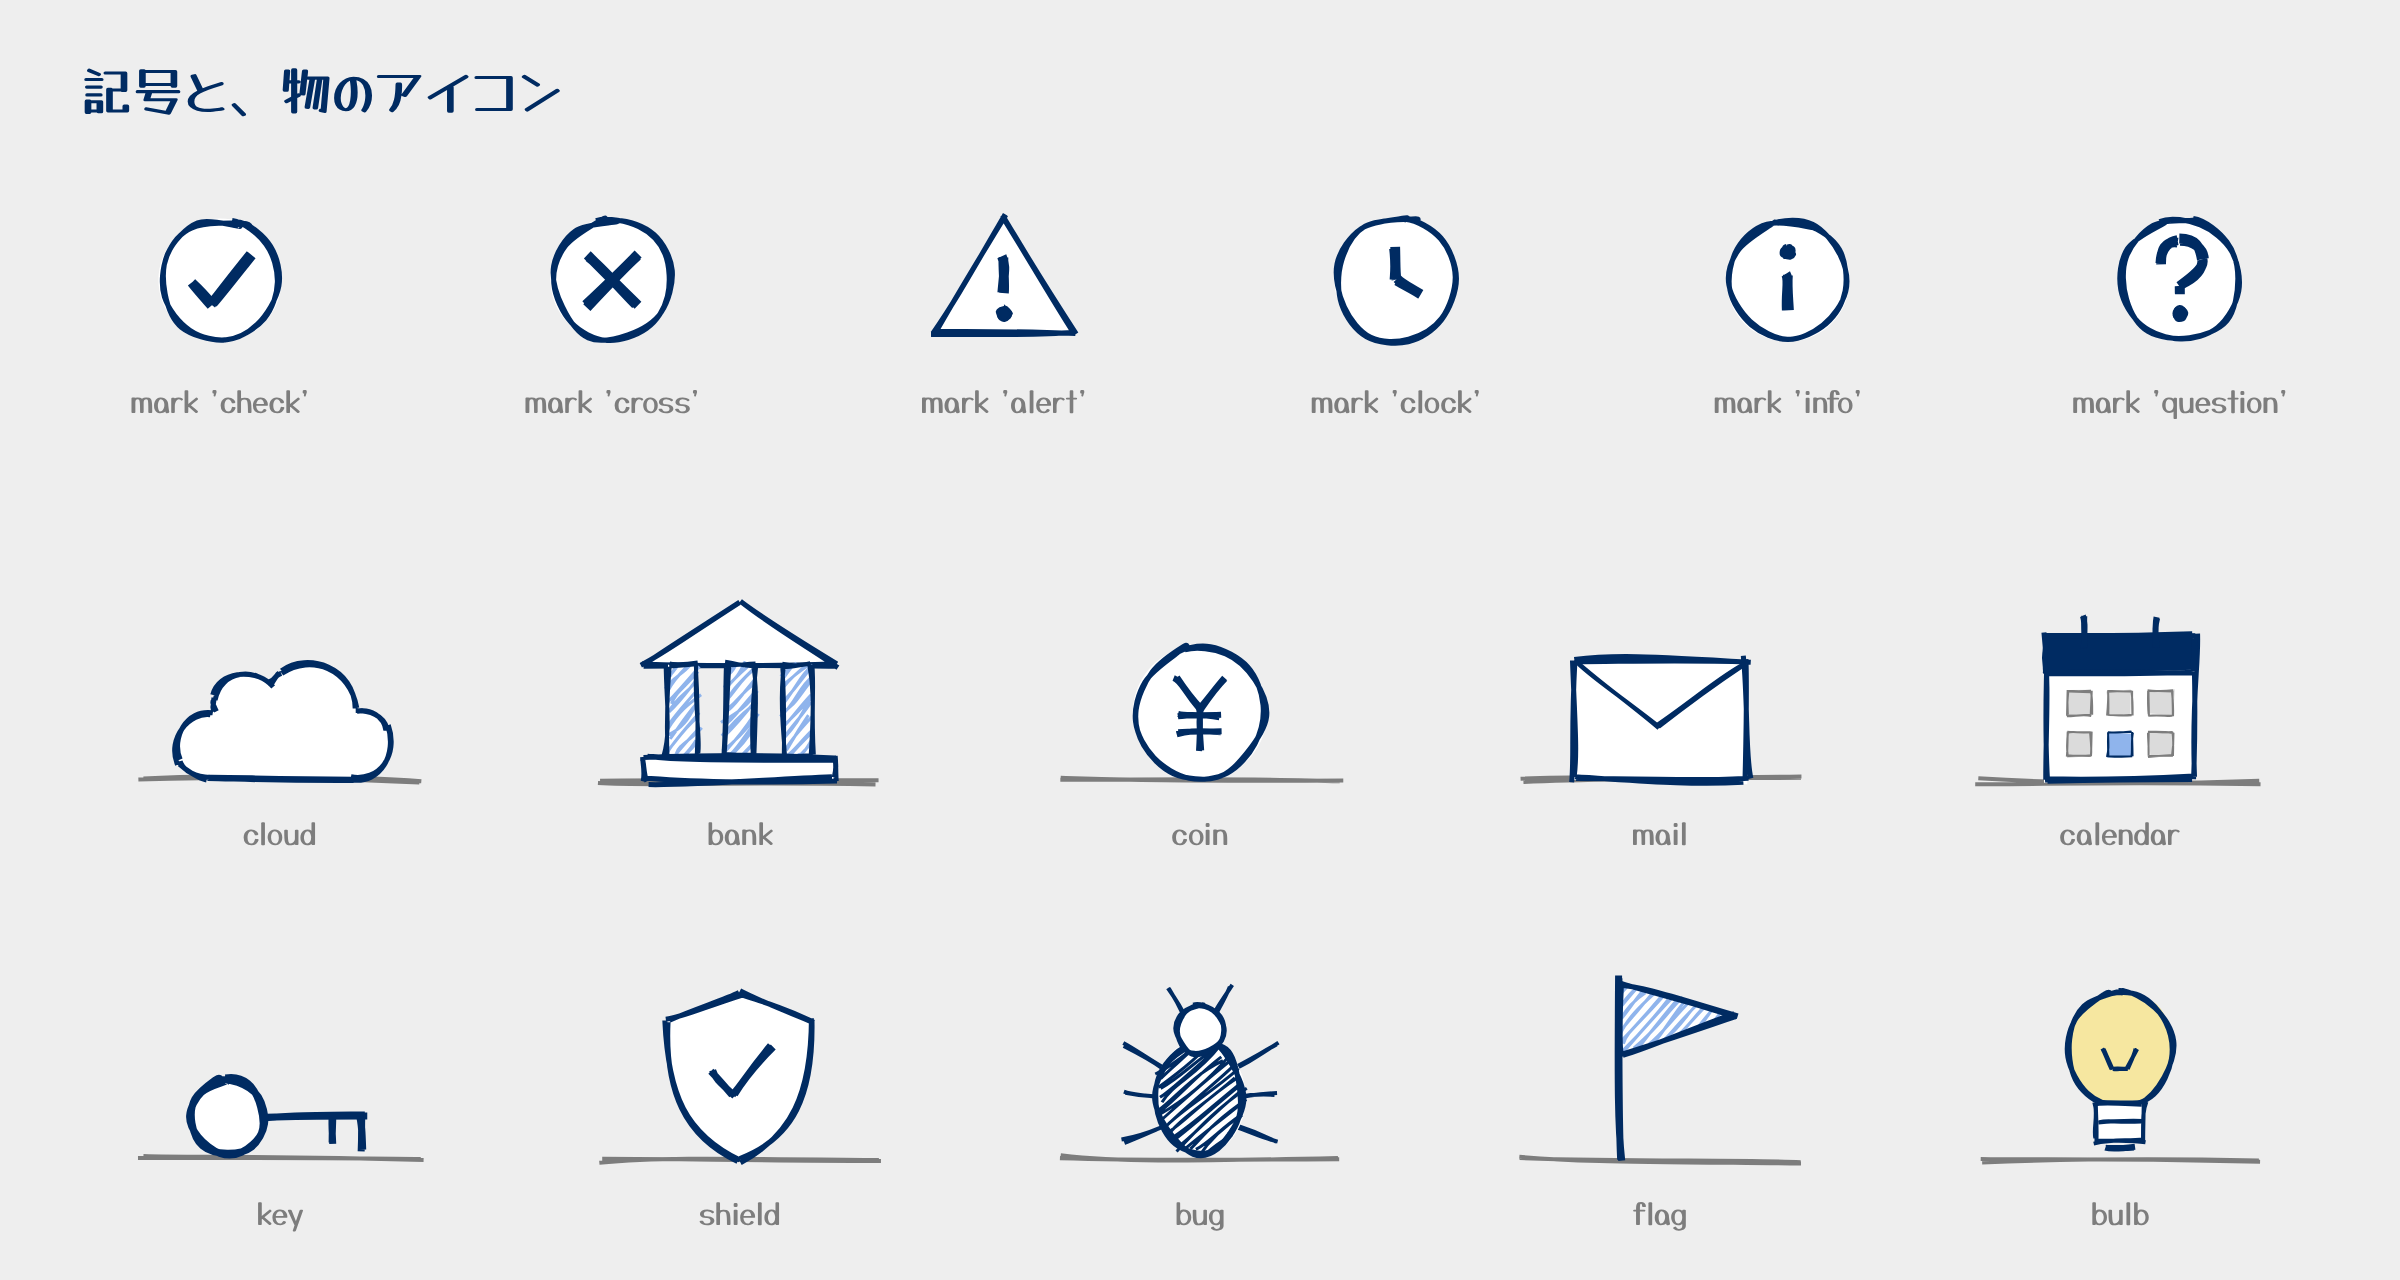 記号と、物のアイコン
mark 'check'
mark 'cross'
mark 'alert'
mark 'clock'
mark 'info'
mark 'question'
¥
cloud
bank
coin
mail
calendar
key
shield
bug
flag
bulb